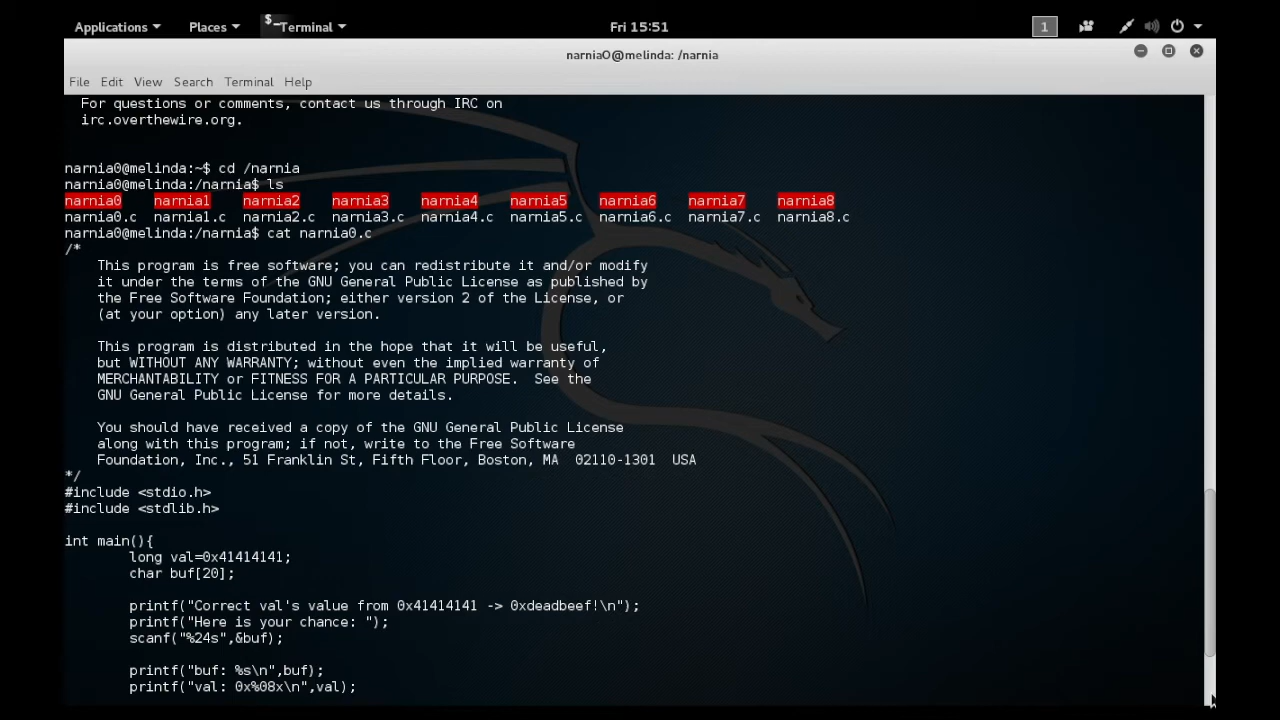 Applications Places Terminal Fri 15:51 1
narnia0@melinda: /narnia
File Edit View Search Terminal Help
For questions or comments, contact us through IRC on
irc.overthewire.org.
narnia0@melinda:~$ cd /narnia
narnia0@melinda:/narnia$ ls
narnia0 narnia1 narnia2 narnia3 narnia4 narnia5 narnia6 narnia7 narnia8
narnia0.c narnia1.c narnia2.c narnia3.c narnia4.c narnia5.c narnia6.c narnia7.c narnia8.c
narnia0@melinda:/narnia$ cat narnia0.c
/*
This program is free software; you can redistribute it and/or modify
it under the terms of the GNU General Public License as published by
the Free Software Foundation; either version 2 of the License, or
(at your option) any later version.
This program is distributed in the hope that it will be useful,
but WITHOUT ANY WARRANTY; without even the implied warranty of
MERCHANTABILITY or FITNESS FOR A PARTICULAR PURPOSE. See the
GNU General Public License for more details.
You should have received a copy of the GNU General Public License
along with this program; if not, write to the Free Software
Foundation, Inc., 51 Franklin St, Fifth Floor, Boston, MA 02110-1301 USA
*/
#include <stdio.h>
#include <stdlib.h>
int main(){
long val=0x41414141;
char buf[20];
printf("Correct val's value from 0x41414141 -> 0xdeadbeef!\n");
printf("Here is your chance: ");
scanf("%24s",&buf);
printf("buf: %s\n",buf);
printf("val: 0x%08x\n",val);